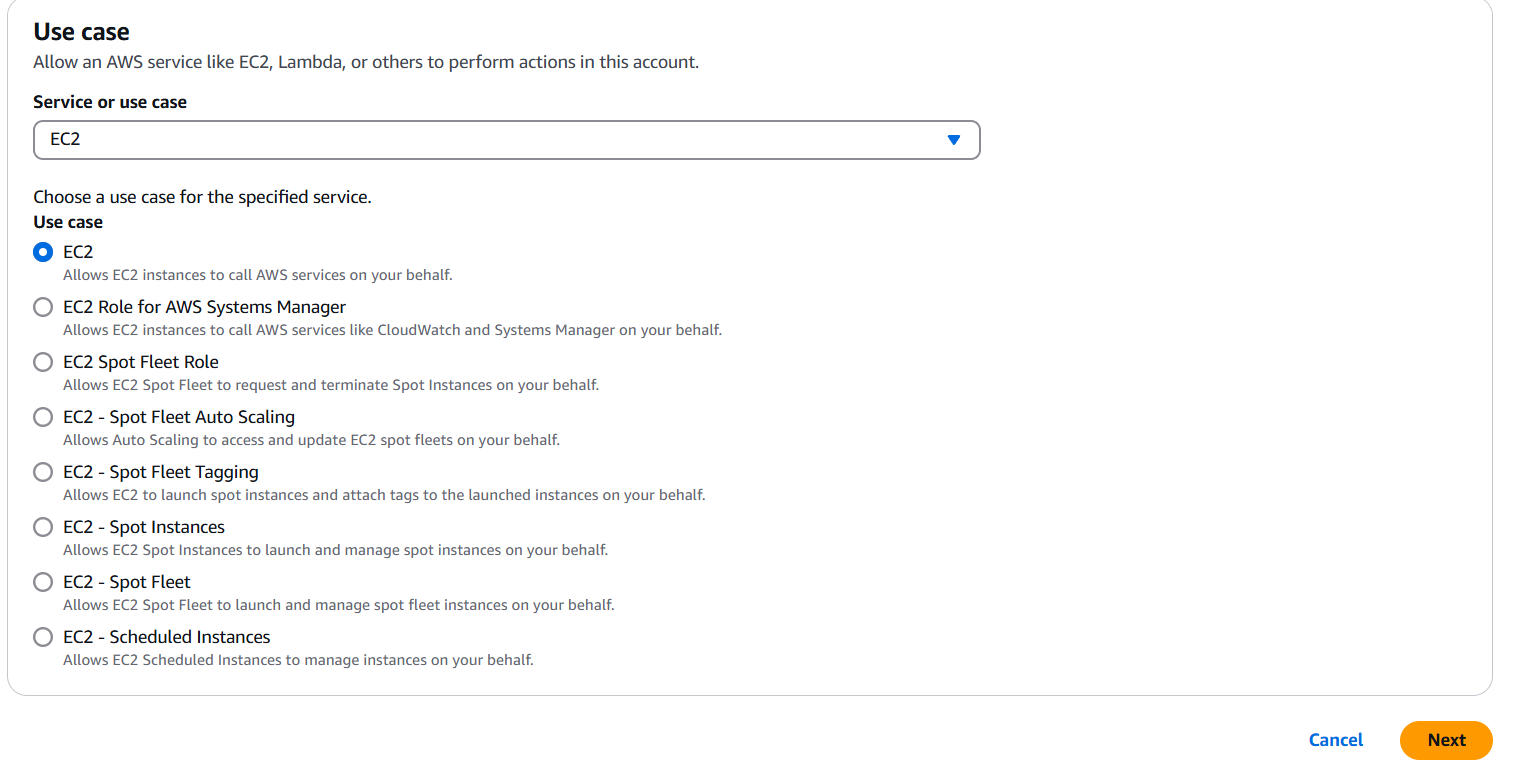 Use case
Allow an AWS service like EC2, Lambda, or others to perform actions in this account.
Service or use case
EC2
Choose a use case for the specified service.
Use case
EC2
Allows EC2 instances to call AWS services on your behalf.
EC2 Role for AWS Systems Manager
Allows EC2 instances to call AWS services like CloudWatch and Systems Manager on your behalf.
EC2 Spot Fleet Role
Allows EC2 Spot Fleet to request and terminate Spot Instances on your behalf.
EC2 - Spot Fleet Auto Scaling
Allows Auto Scaling to access and update EC2 spot fleets on your behalf.
EC2 - Spot Fleet Tagging
Allows EC2 to launch spot instances and attach tags to the launched instances on your behalf.
EC2 - Spot Instances
Allows EC2 Spot Instances to launch and manage spot instances on your behalf.
EC2 - Spot Fleet
Allows EC2 Spot Fleet to launch and manage spot fleet instances on your behalf.
EC2 - Scheduled Instances
Allows EC2 Scheduled Instances to manage instances on your behalf.
Cancel
Next